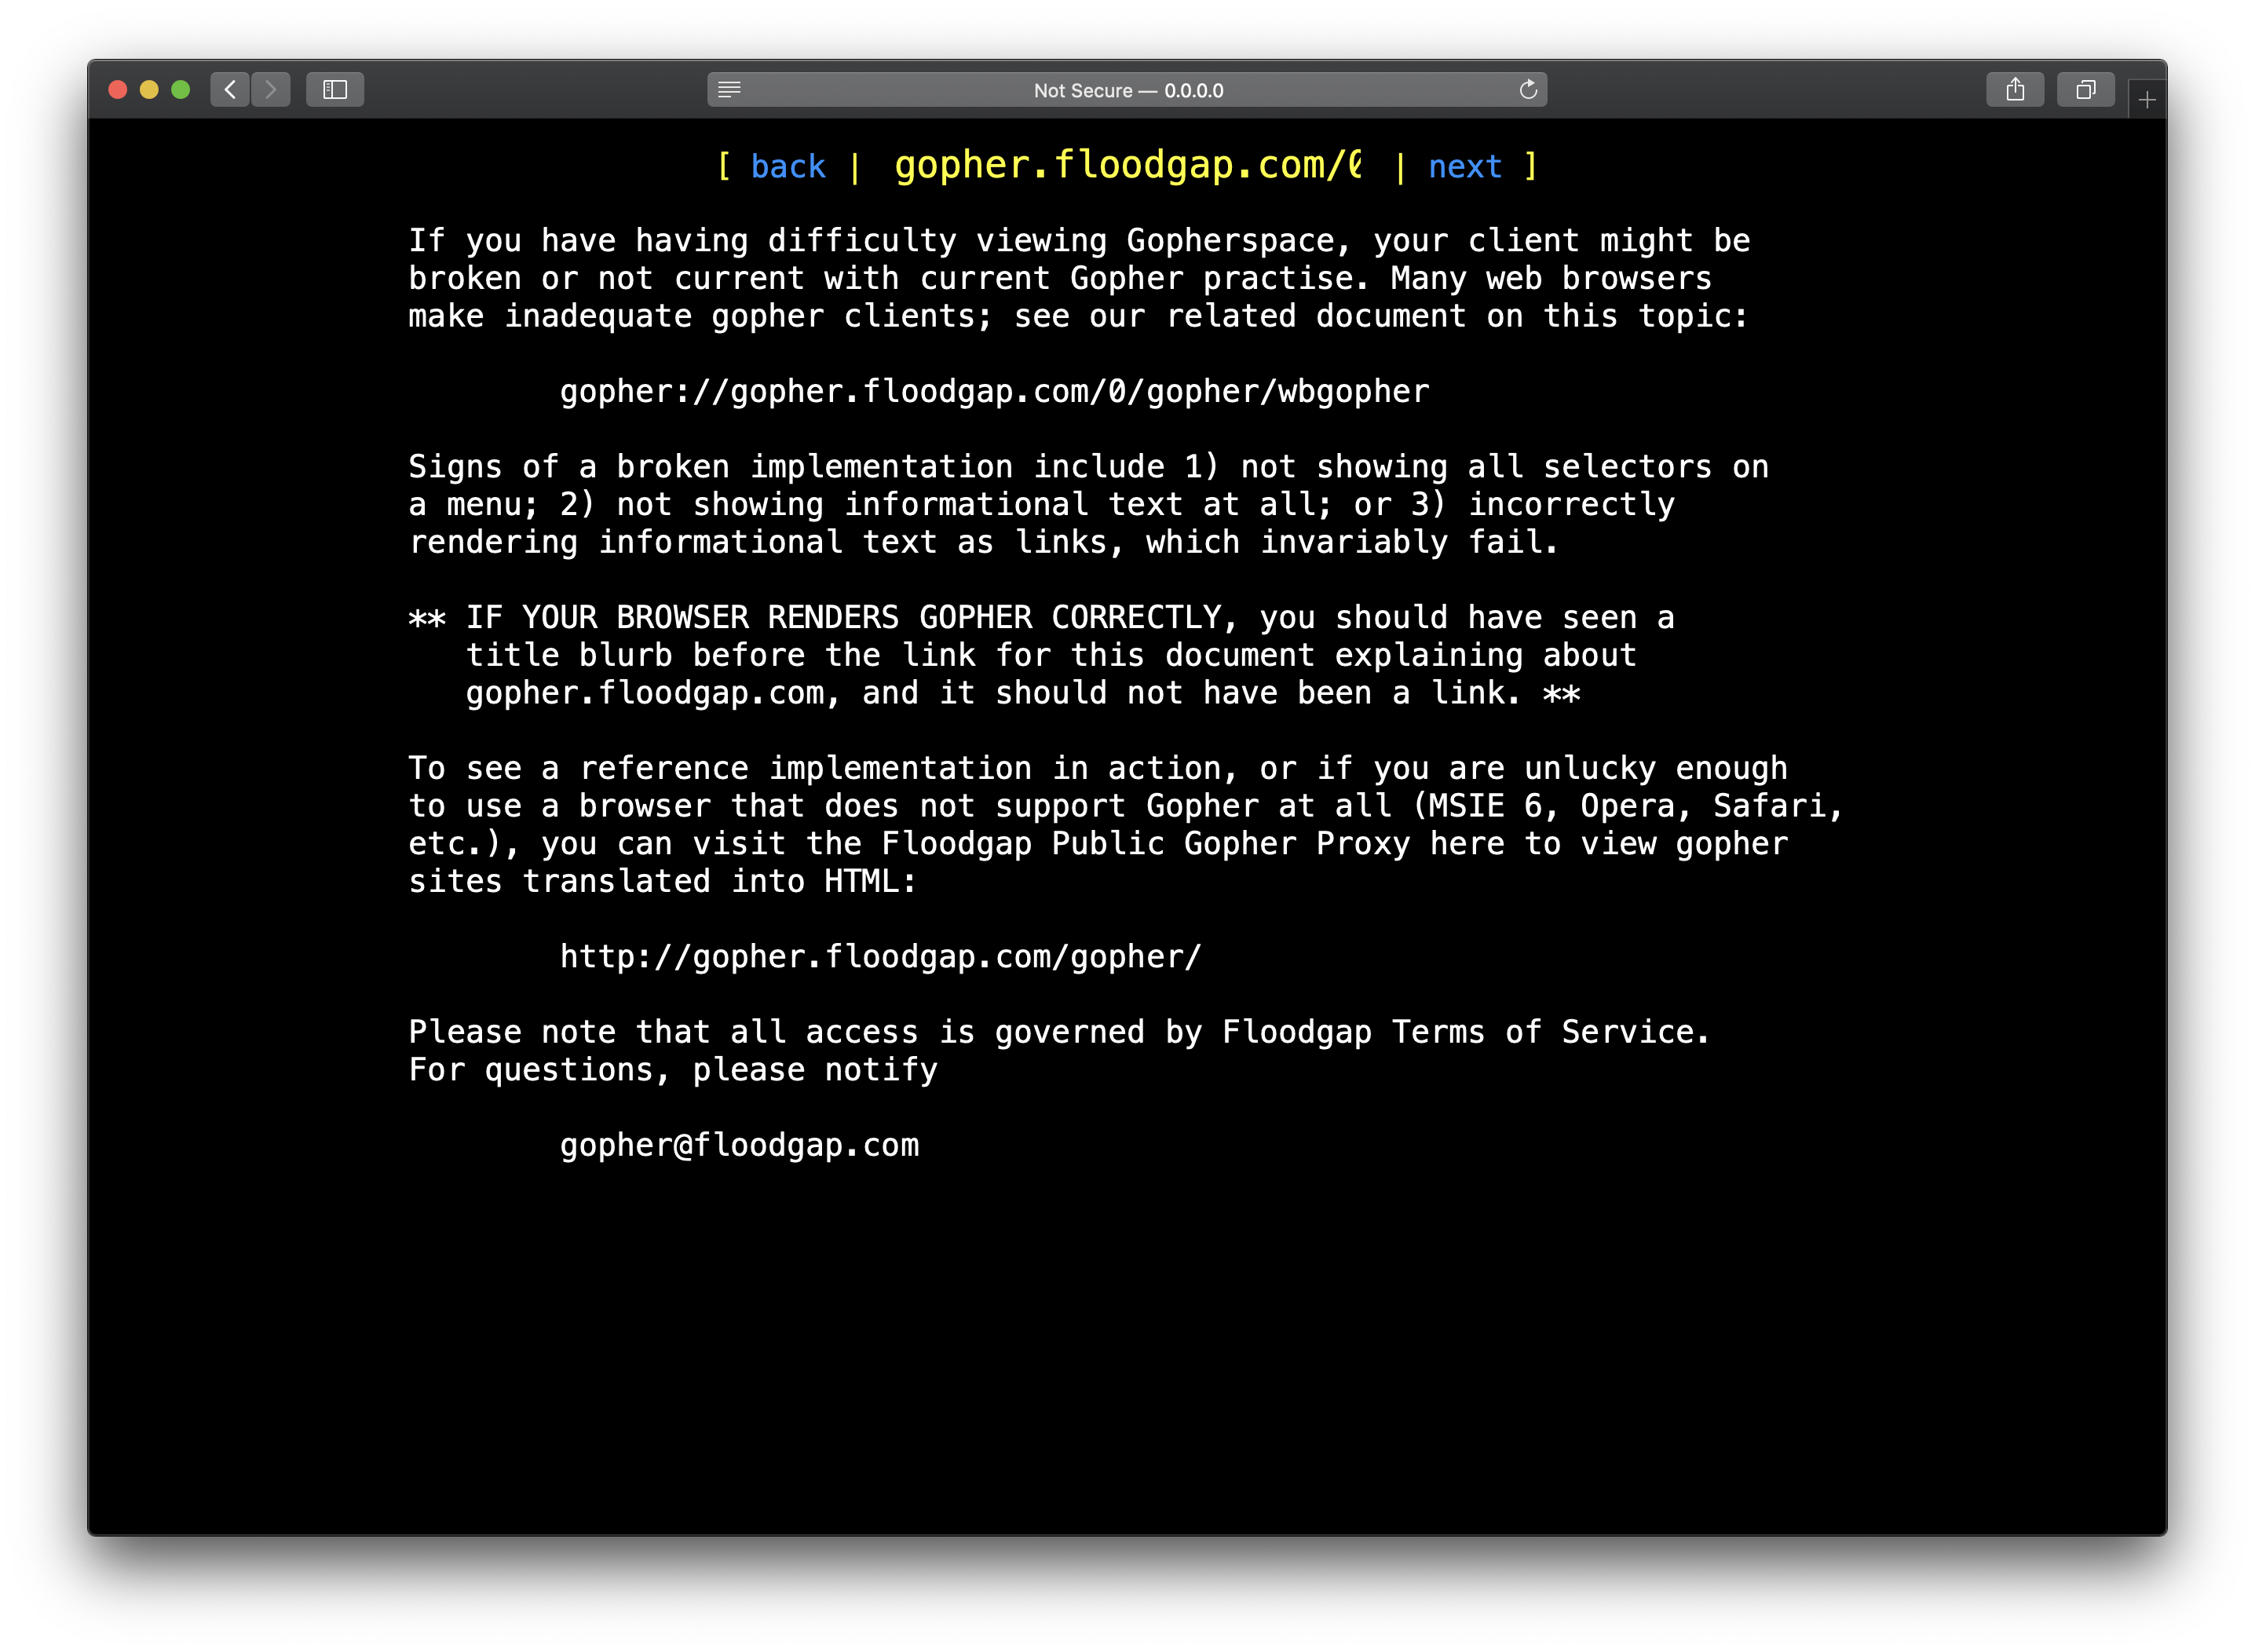 Not Secure — 0.0.0.0
[ back | gopher.floodgap.com/0 | next ]
If you have having difficulty viewing Gopherspace, your client might be
broken or not current with current Gopher practise. Many web browsers
make inadequate gopher clients; see our related document on this topic:
gopher://gopher.floodgap.com/0/gopher/wbgopher
Signs of a broken implementation include 1) not showing all selectors on
a menu; 2) not showing informational text at all; or 3) incorrectly
rendering informational text as links, which invariably fail.
** IF YOUR BROWSER RENDERS GOPHER CORRECTLY, you should have seen a
title blurb before the link for this document explaining about
gopher.floodgap.com, and it should not have been a link. **
To see a reference implementation in action, or if you are unlucky enough
to use a browser that does not support Gopher at all (MSIE 6, Opera, Safari,
etc.), you can visit the Floodgap Public Gopher Proxy here to view gopher
sites translated into HTML:
http://gopher.floodgap.com/gopher/
Please note that all access is governed by Floodgap Terms of Service.
For questions, please notify
gopher@floodgap.com